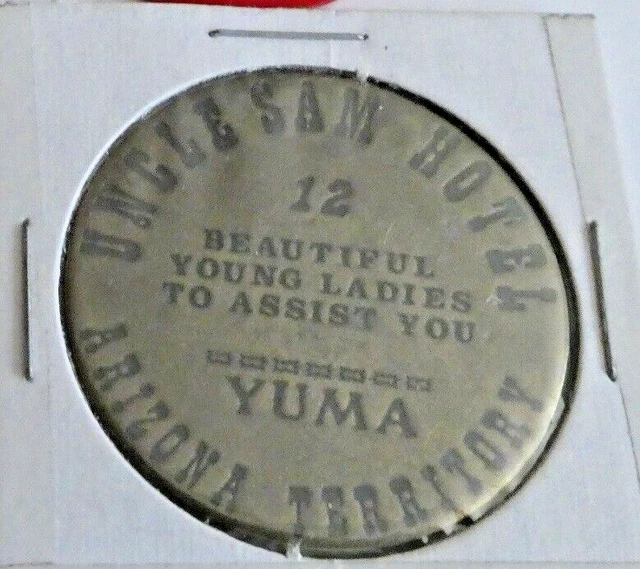 UNCLE SAM HOTEL
12
BEAUTIFUL
YOUNG LADIES
TO ASSIST YOU
YUMA
ARIZONA TERRITORY